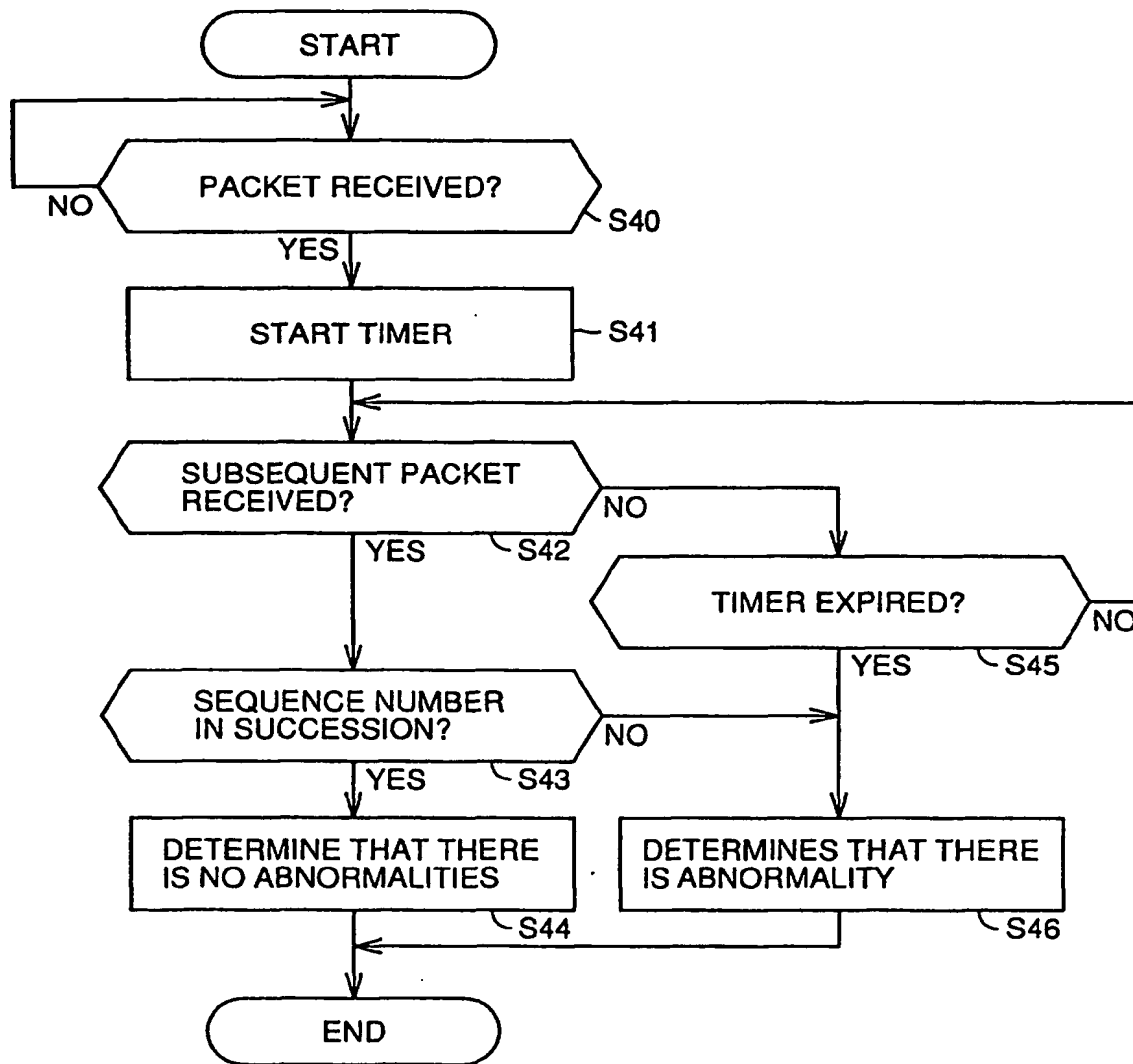 START
PACKET RECEIVED?
NO
S40
YES
START TIMER
S41
SUBSEQUENT PACKET
RECEIVED?
NO
YES
S42
TIMER EXPIRED?
NO
YES
S45
SEQUENCE NUMBER
IN SUCCESSION?
NO
YES
S43
DETERMINE THAT THERE
IS NO ABNORMALITIES
S44
DETERMINES THAT THERE
IS ABNORMALITY
S46
END